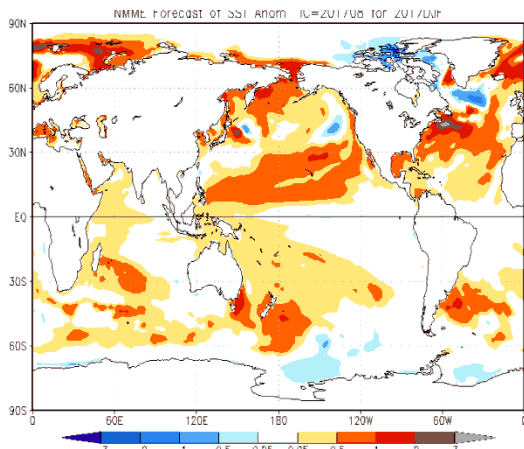 NMME Forecast of SST Anom IC=201708 for 2017DJF
90N
60N
30N
EQ
30S
60S
90S
0 60E 120E 180 120W 60W 0